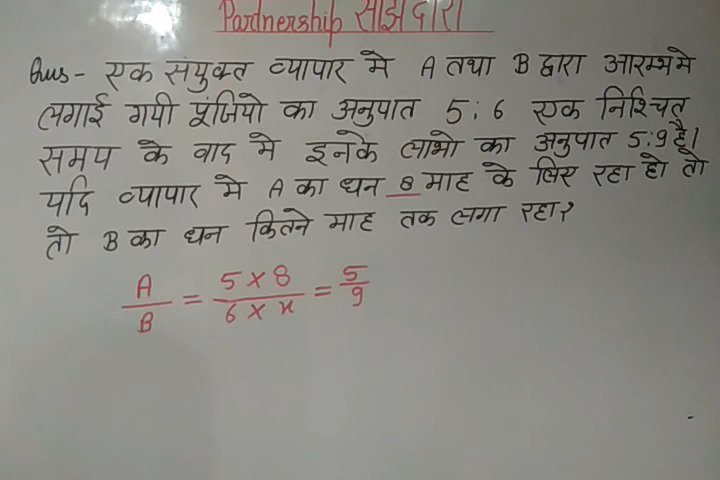 Partnership साझेदारी
Ques - एक संयुक्त व्यापार मे A तथा B द्वारा आरम्भ मे
लगाई गयी पूंजियो का अनुपात 5:6 एक निश्चित
समय के वाद मे इनके लाभो का अनुपात 5:9 है।
यदि व्यापार मे A का धन 8 माह के लिए रहा हो तो
तो B का धन कितने माह तक लगा रहा?
A/B = 5 × 8 / 6 × x = 5/9